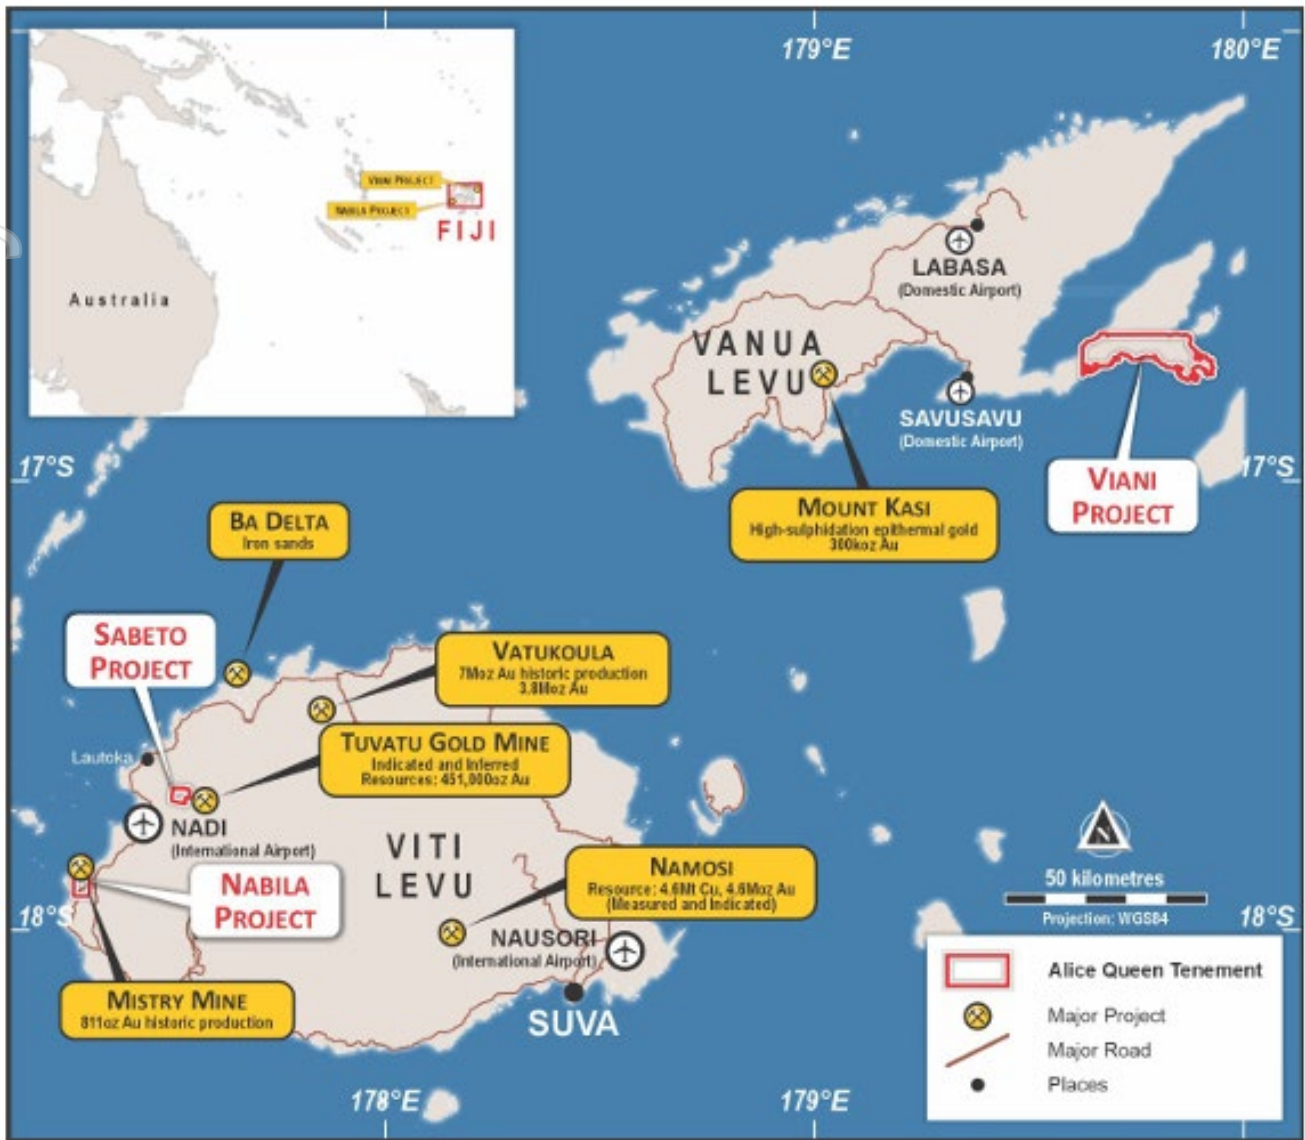 179°E
180°E
VIANI PROJECT
NABILA PROJECT
FIJI
Australia
LABASA
(Domestic Airport)
VANUA
LEVU
SAVUSAVU
(Domestic Airport)
17°S
17°S
VIANI
PROJECT
MOUNT KASI
High-sulphidation epithermal gold
300koz Au
BA DELTA
Iron sands
SABETO
PROJECT
VATUKOULA
7Moz Au historic production
3.8Moz Au
TUVATU GOLD MINE
Indicated and Inferred
Resources: 451,000oz Au
Lautoka
NADI
(International Airport)
VITI
LEVU
NABILA
PROJECT
NAMOSI
Resource: 4.6Mt Cu, 4.6Moz Au
(Measured and Indicated)
N
50 kilometres
Projection: WGS84
18°S
18°S
NAUSORI
(International Airport)
MISTRY MINE
811oz Au historic production
SUVA
Alice Queen Tenement
Major Project
Major Road
Places
178°E
179°E